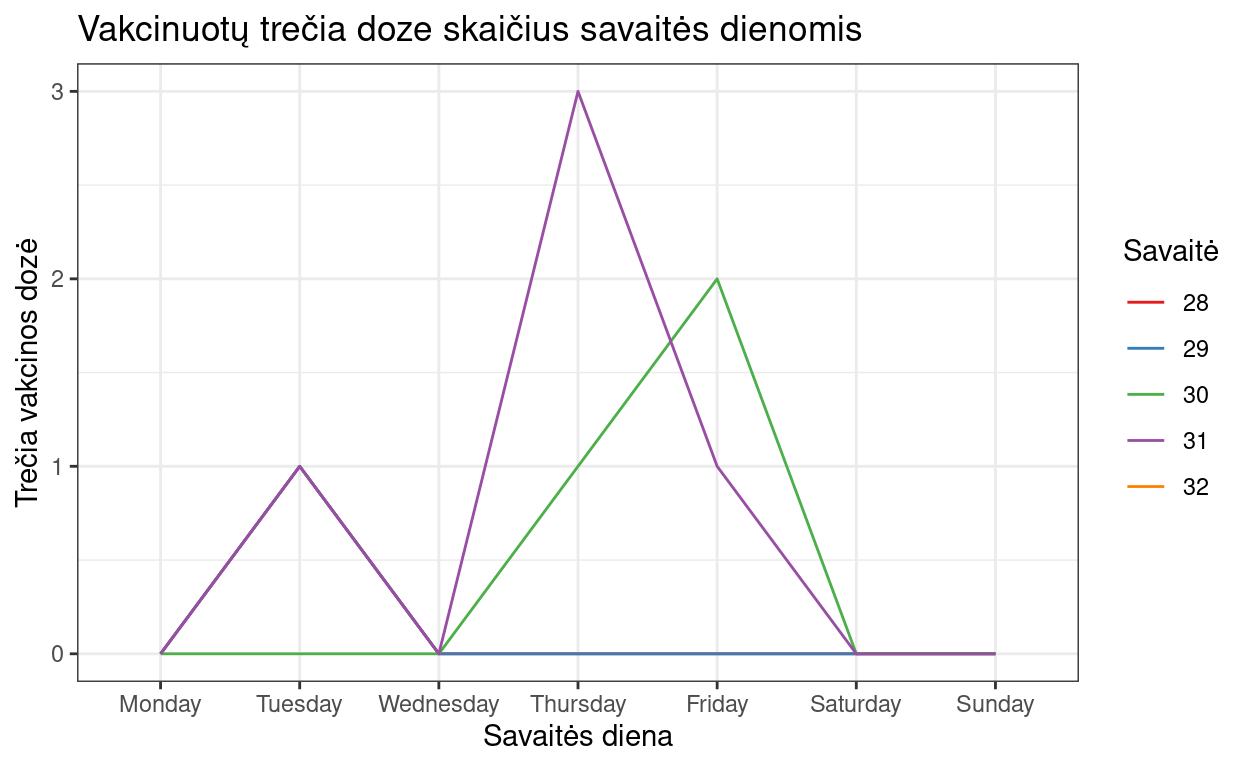 Vakcinuotų trečia doze skaičius savaitės dienomis
3
2
1
0
Trečia vakcinos dozė
Monday
Tuesday
Wednesday
Thursday
Friday
Saturday
Sunday
Savaitės diena
Savaitė
28
29
30
31
32